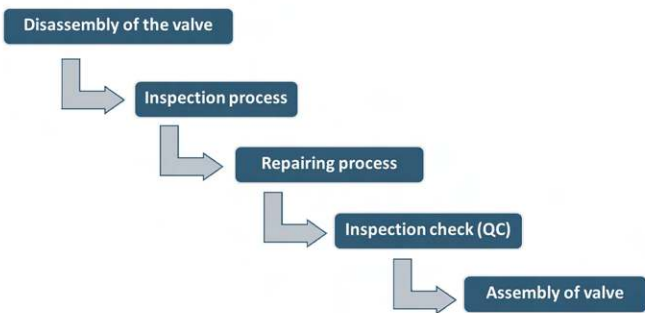 Disassembly of the valve
Inspection process
Repairing process
Inspection check (QC)
Assembly of valve